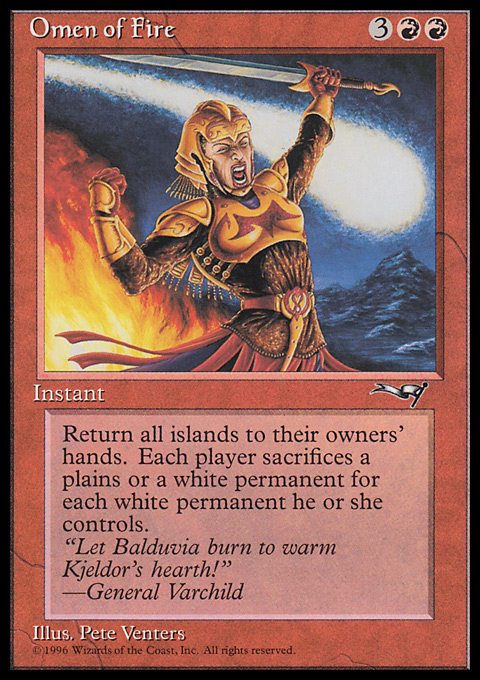 Omen of Fire 3
Instant
Return all islands to their owners'
hands. Each player sacrifices a
plains or a white permanent for
each white permanent he or she
controls.
“Let Balduvia burn to warm
Kjeldor's hearth!”
—General Varchild
Illus. Pete Venters
©1996 Wizards of the Coast, Inc. All rights reserved.